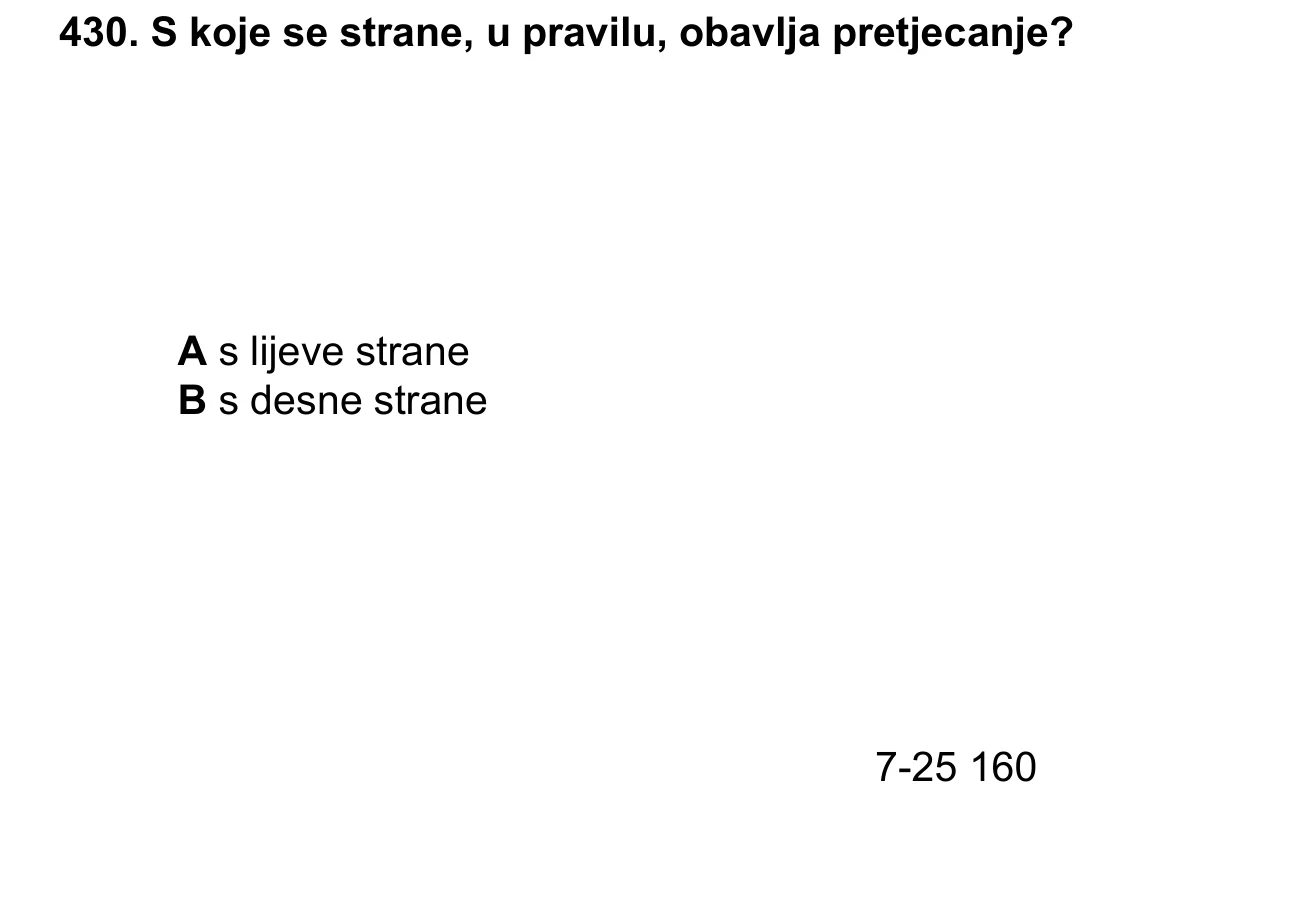 430. S koje se strane, u pravilu, obavlja pretjecanje?
A s lijeve strane
B s desne strane
7-25 160